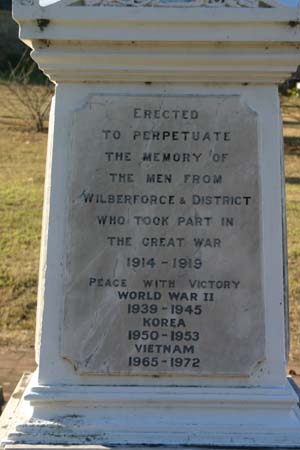 Erected
to perpetuate
the memory of
the men from
Wilberforce & District
who took part in
the great war
1914 - 1919
Peace with victory
WORLD WAR II
1939 - 1945
KOREA
1950 - 1953
VIETNAM
1965 - 1972